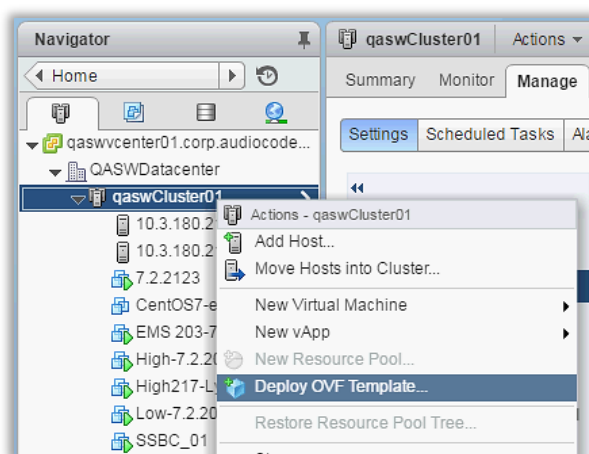 Navigator
qaswCluster01
Actions
Home
Summary
Monitor
Manage
Settings
Scheduled Tasks
qaswvcenter01.corp.audiocode...
QASWDatacenter
qaswCluster01
10.3.180.2
10.3.180.2
7.2.2123
CentOS7-e
EMS 203-7
High-7.2.20
High217-Ly
Low-7.2.20
SSBC_01
Actions - qaswCluster01
Add Host...
Move Hosts into Cluster...
New Virtual Machine
New vApp
New Resource Pool...
Deploy OVF Template...
Restore Resource Pool Tree...